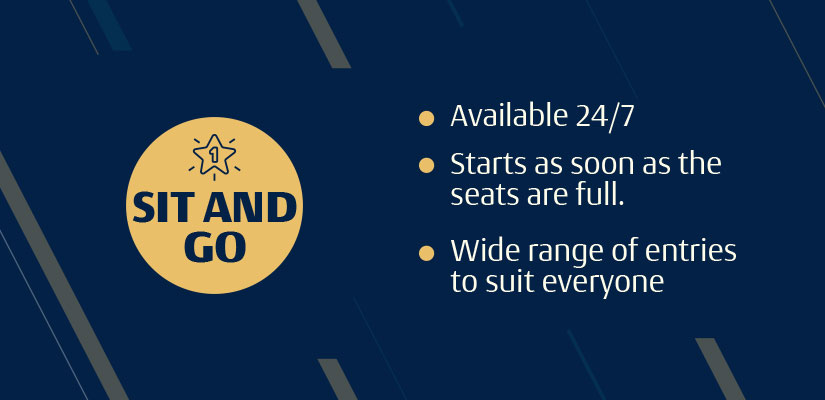 1
SIT AND
GO
Available 24/7
Starts as soon as the
seats are full.
Wide range of entries
to suit everyone